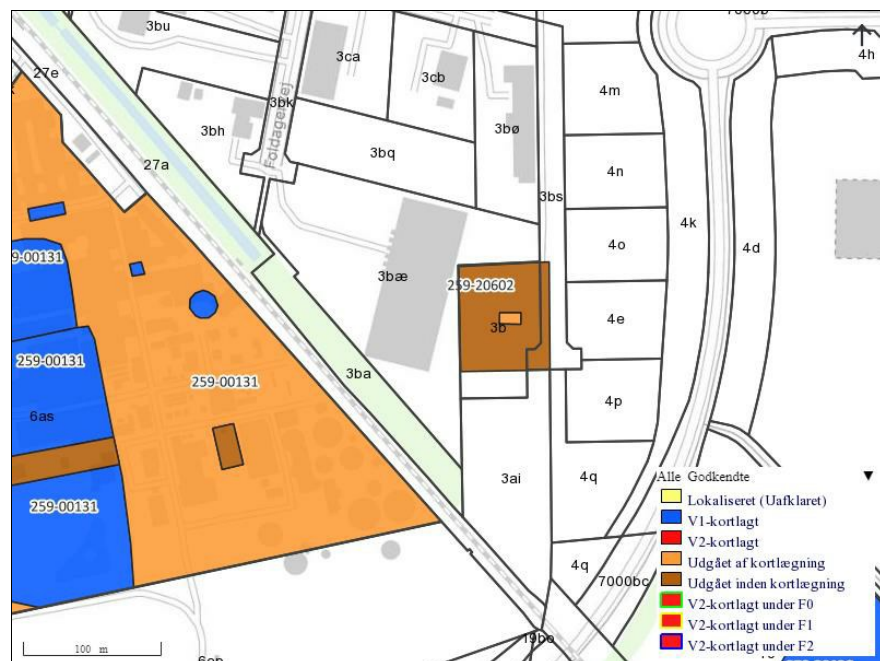 3bu
7000b
4h
27e
3ca
3cb
4m
3bk
3bh
3bø
Foldagervej
3bq
27a
4n
3bs
4k
4o
4d
259-00131
3bæ
259-20602
3b
4e
259-00131
259-00131
3ba
4p
6as
3ai
4q
259-00131
4q
7000bc
19bo
100 m
Alle Godkendte
Lokaliseret (Uafklaret)
V1-kortlagt
V2-kortlagt
Udgået af kortlægning
Udgået inden kortlægning
V2-kortlagt under F0
V2-kortlagt under F1
V2-kortlagt under F2